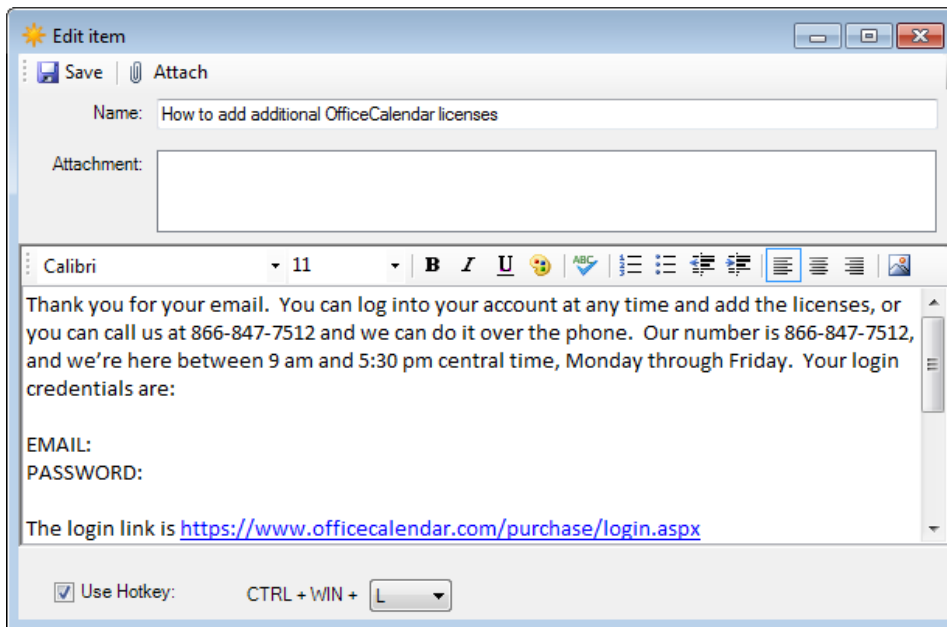 Edit item
Save Attach
Name: How to add additional OfficeCalendar licenses
Attachment:
Calibri 11 B I U ABC
Thank you for your email.  You can log into your account at any time and add the licenses, or
you can call us at 866-847-7512 and we can do it over the phone.  Our number is 866-847-7512,
and we're here between 9 am and 5:30 pm central time, Monday through Friday.  Your login
credentials are:
EMAIL:
PASSWORD:
The login link is https://www.officecalendar.com/purchase/login.aspx
Use Hotkey: CTRL + WIN + L